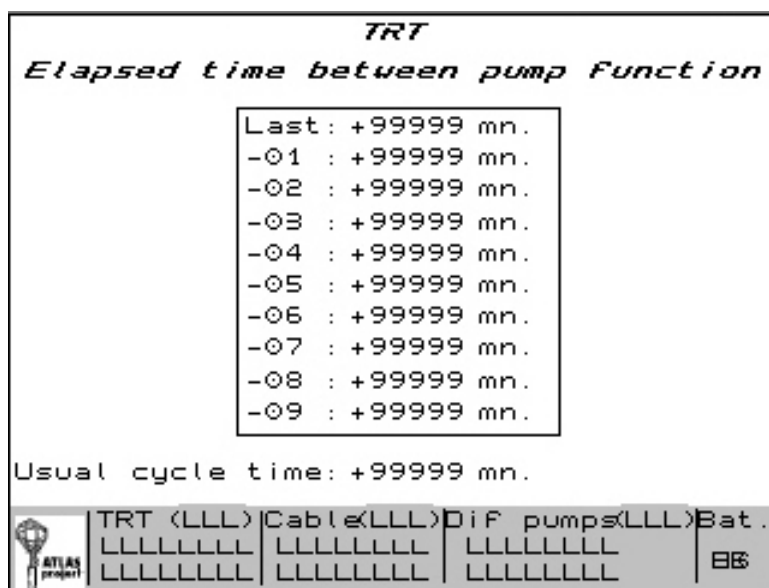 TRT
Elapsed time between pump function
Last: +99999 mn.
-01 : +99999 mn.
-02 : +99999 mn.
-03 : +99999 mn.
-04 : +99999 mn.
-05 : +99999 mn.
-06 : +99999 mn.
-07 : +99999 mn.
-08 : +99999 mn.
-09 : +99999 mn.
Usual cycle time: +99999 mn.
TRT (LLL) Cable(LLL) Dif pumps(LLL) Bat.
LLLLLLLL LLLLLLLL LLLLLLLL
LLLLLLLL LLLLLLLL LLLLLLLL
ATLAS
project